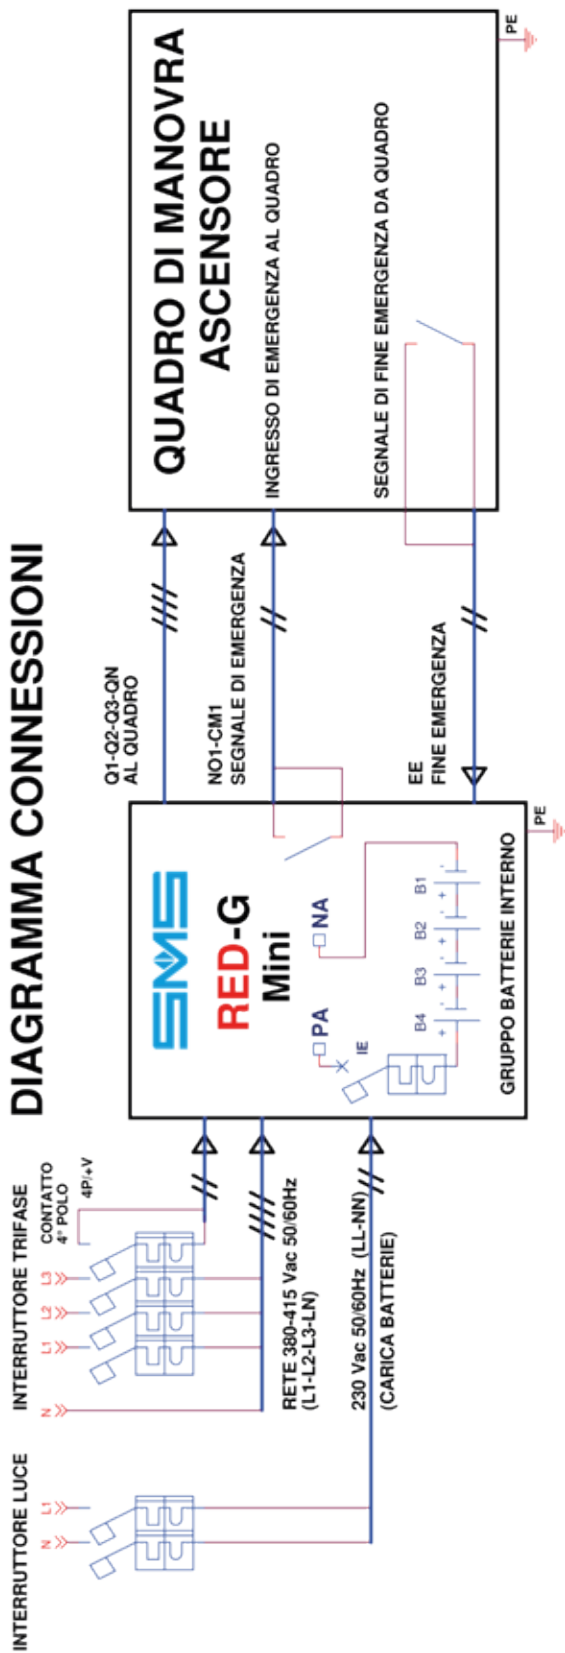 DIAGRAMMA CONNESSIONI
INTERRUTTORE LUCE
N
L1
INTERRUTTORE TRIFASE
N
L1
L2
L3
CONTATTO
4° POLO
4P/+V
RETE 380-415 Vac 50/60Hz
(L1-L2-L3-LN)
230 Vac 50/60Hz (LL-NN)
(CARICA BATTERIE)
SMS
RED-G
Mini
PA
NA
IE
B4
B3
B2
B1
+
-
+
-
+
-
+
-
GRUPPO BATTERIE INTERNO
PE
Q1-Q2-Q3-QN
AL QUADRO
NO1-CM1
SEGNALE DI EMERGENZA
EE
FINE EMERGENZA
QUADRO DI MANOVRA
ASCENSORE
INGRESSO DI EMERGENZA AL QUADRO
SEGNALE DI FINE EMERGENZA DA QUADRO
PE